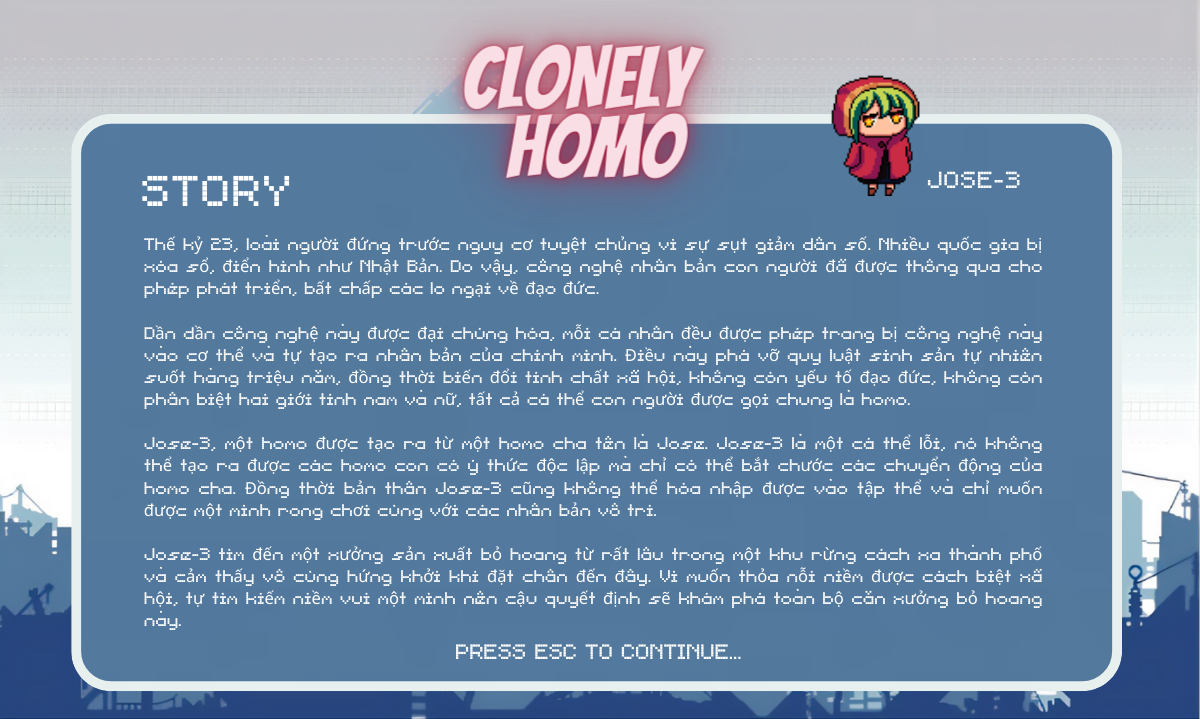 CLONELY
HOMO
STORY
JOSE-3
Thế kỷ 23, loài người đứng trước nguy cơ tuyệt chủng vì sự sụt giảm dân số. Nhiều quốc gia bị
xóa sổ, điển hình như Nhật Bản. Do vậy, công nghệ nhân bản con người đã được thông qua cho
phép phát triển, bất chấp các lo ngại về đạo đức.
Dần dần công nghệ này được đại chúng hóa, mỗi cá nhân đều được phép trang bị công nghệ này
vào cơ thể và tự tạo ra nhân bản của chính mình. Điều này phá vỡ quy luật sinh sản tự nhiên
suốt hàng triệu năm, đồng thời biến đổi tính chất xã hội, không còn yếu tố đạo đức, không còn
phân biệt hai giới tính nam và nữ, tất cả cá thể con người được gọi chung là homo.
Jose-3, một homo được tạo ra từ một homo cha tên là Jose. Jose-3 là một cá thể lỗi, nó không
thể tạo ra được các homo con có ý thức độc lập mà chỉ có thể bắt chước các chuyển động của
homo cha. Đồng thời bản thân Jose-3 cũng không thể hòa nhập được vào tập thể và chỉ muốn
được một mình rong chơi cùng với các nhân bản vô tri.
Jose-3 tìm đến một xưởng sản xuất bỏ hoang từ rất lâu trong một khu rừng cách xa thành phố
và cảm thấy vô cùng hứng khởi khi đặt chân đến đây. Vì muốn thỏa nỗi niềm được cách biệt xã
hội, tự tìm kiếm niềm vui một mình nên cậu quyết định sẽ khám phá toàn bộ căn xưởng bỏ hoang
này.
PRESS ESC TO CONTINUE...